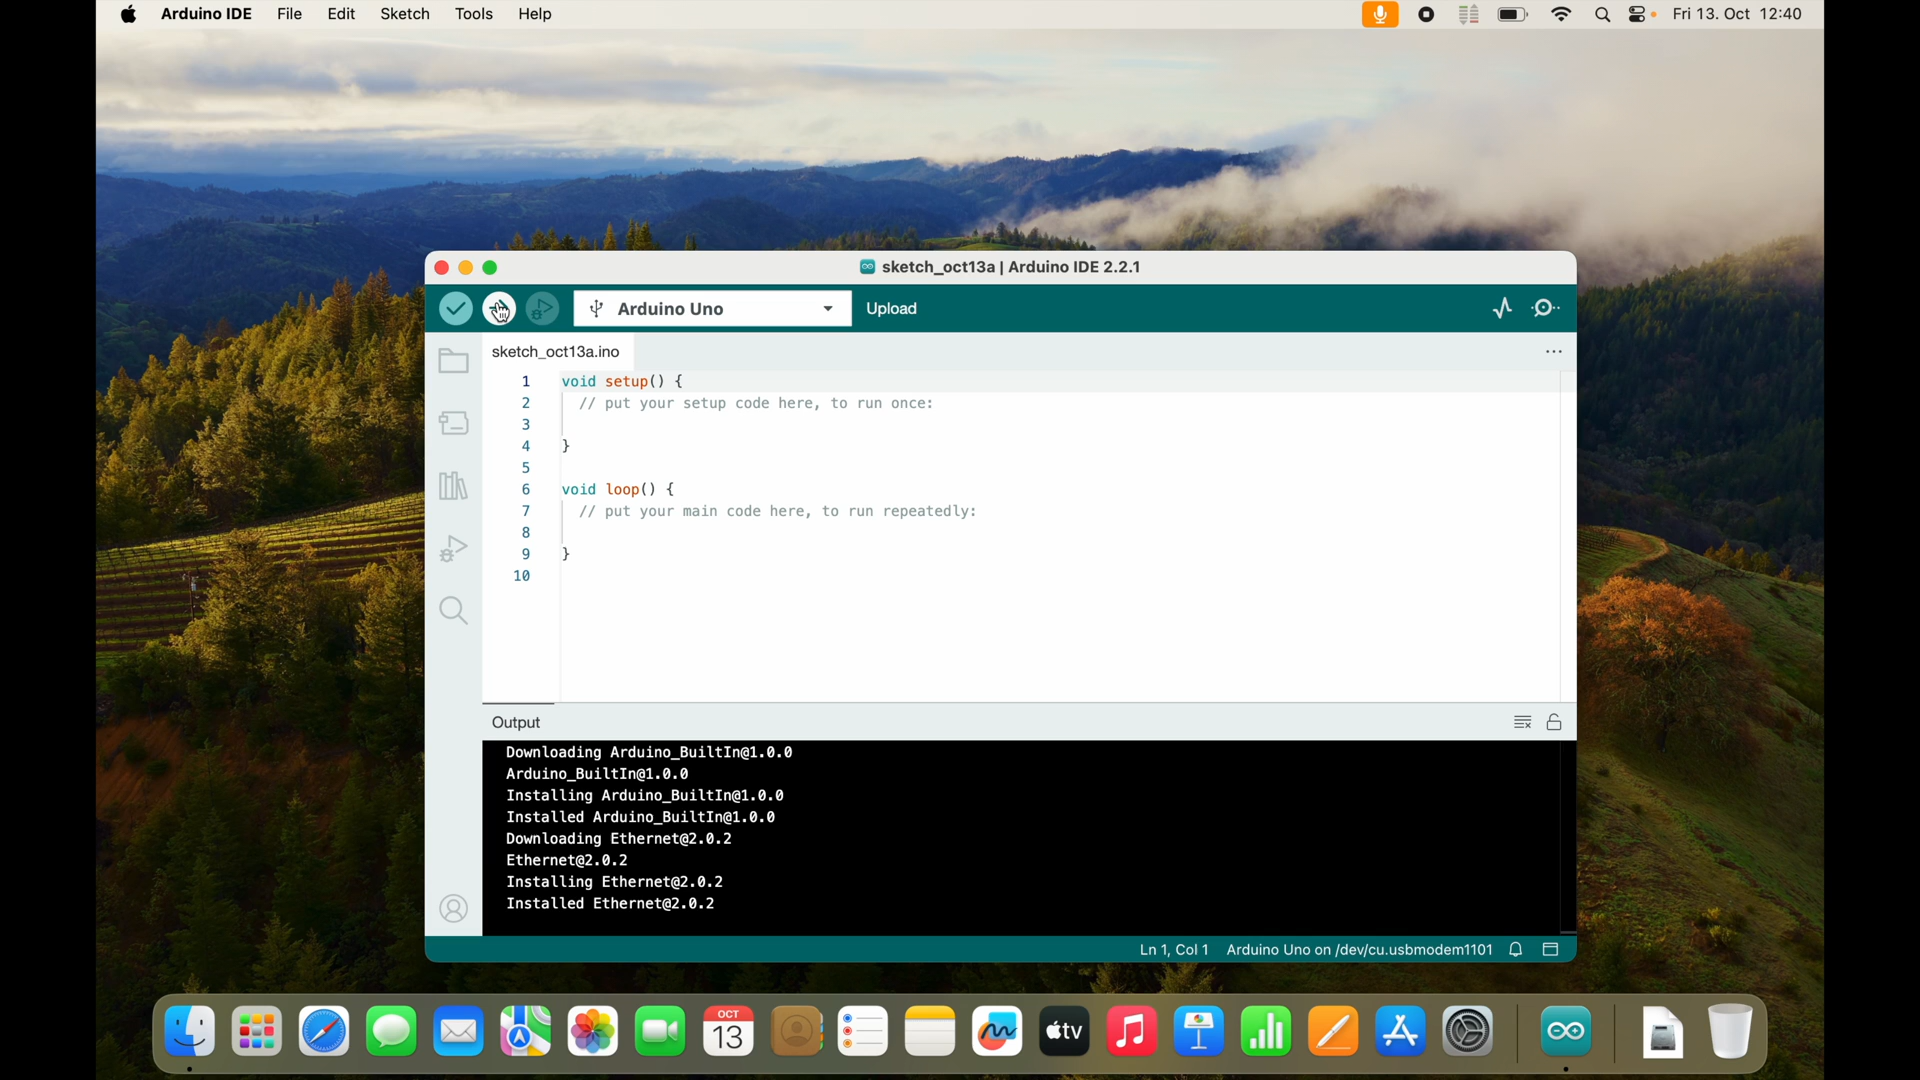 Arduino IDE File Edit Sketch Tools Help Fri 13. Oct 12:40
sketch_oct13a | Arduino IDE 2.2.1
Arduino Uno Upload
sketch_oct13a.ino
1 void setup() {
2 // put your setup code here, to run once:
3
4 }
5
6 void loop() {
7 // put your main code here, to run repeatedly:
8
9 }
10
Output
Downloading Arduino_BuiltIn@1.0.0
Arduino_BuiltIn@1.0.0
Installing Arduino_BuiltIn@1.0.0
Installed Arduino_BuiltIn@1.0.0
Downloading Ethernet@2.0.2
Ethernet@2.0.2
Installing Ethernet@2.0.2
Installed Ethernet@2.0.2
Ln 1, Col 1 Arduino Uno on /dev/cu.usbmodem1101
OCT
13
tv